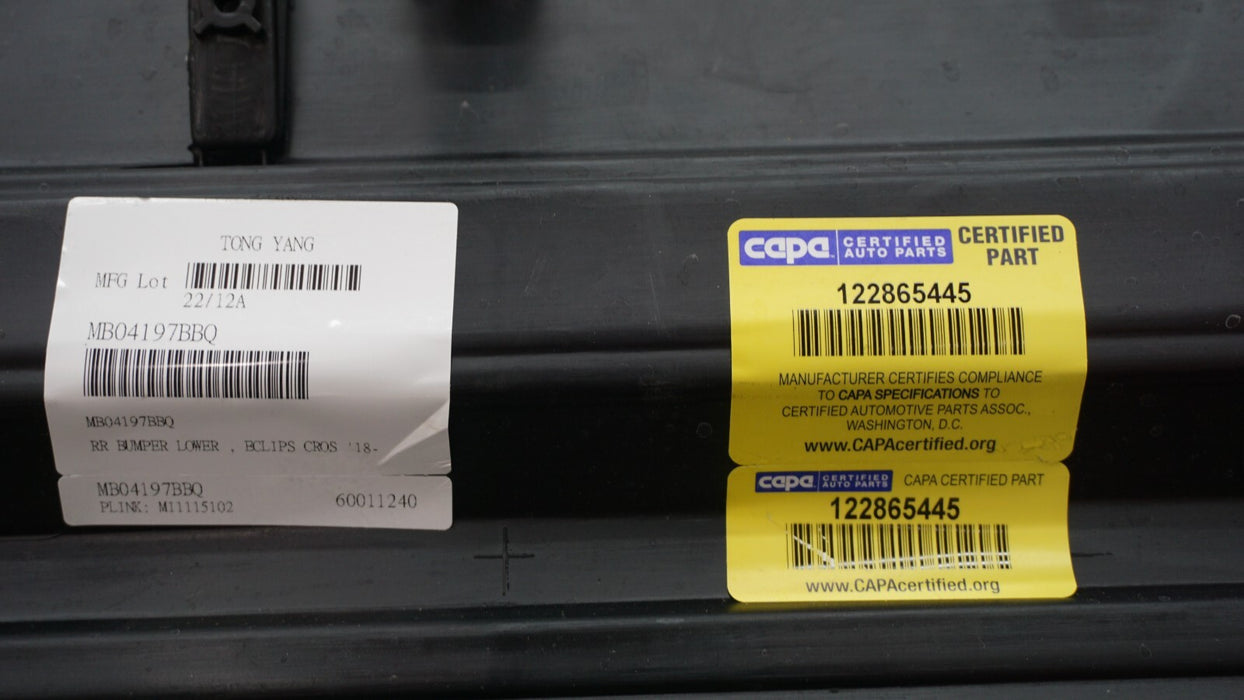 TONG YANG
MFG Lot
22/12A
MB04197BBQ
MB04197BBQ
RR BUMPER LOWER , ECLIPS CROS '18-
MB04197BBQ
PLINK: MI1115102
60011240
capa CERTIFIED AUTO PARTS
CERTIFIED PART
122865445
MANUFACTURER CERTIFIES COMPLIANCE
TO CAPA SPECIFICATIONS TO
CERTIFIED AUTOMOTIVE PARTS ASSOC.,
WASHINGTON, D.C.
www.CAPAcertified.org
capa CERTIFIED AUTO PARTS CAPA CERTIFIED PART
122865445
www.CAPAcertified.org